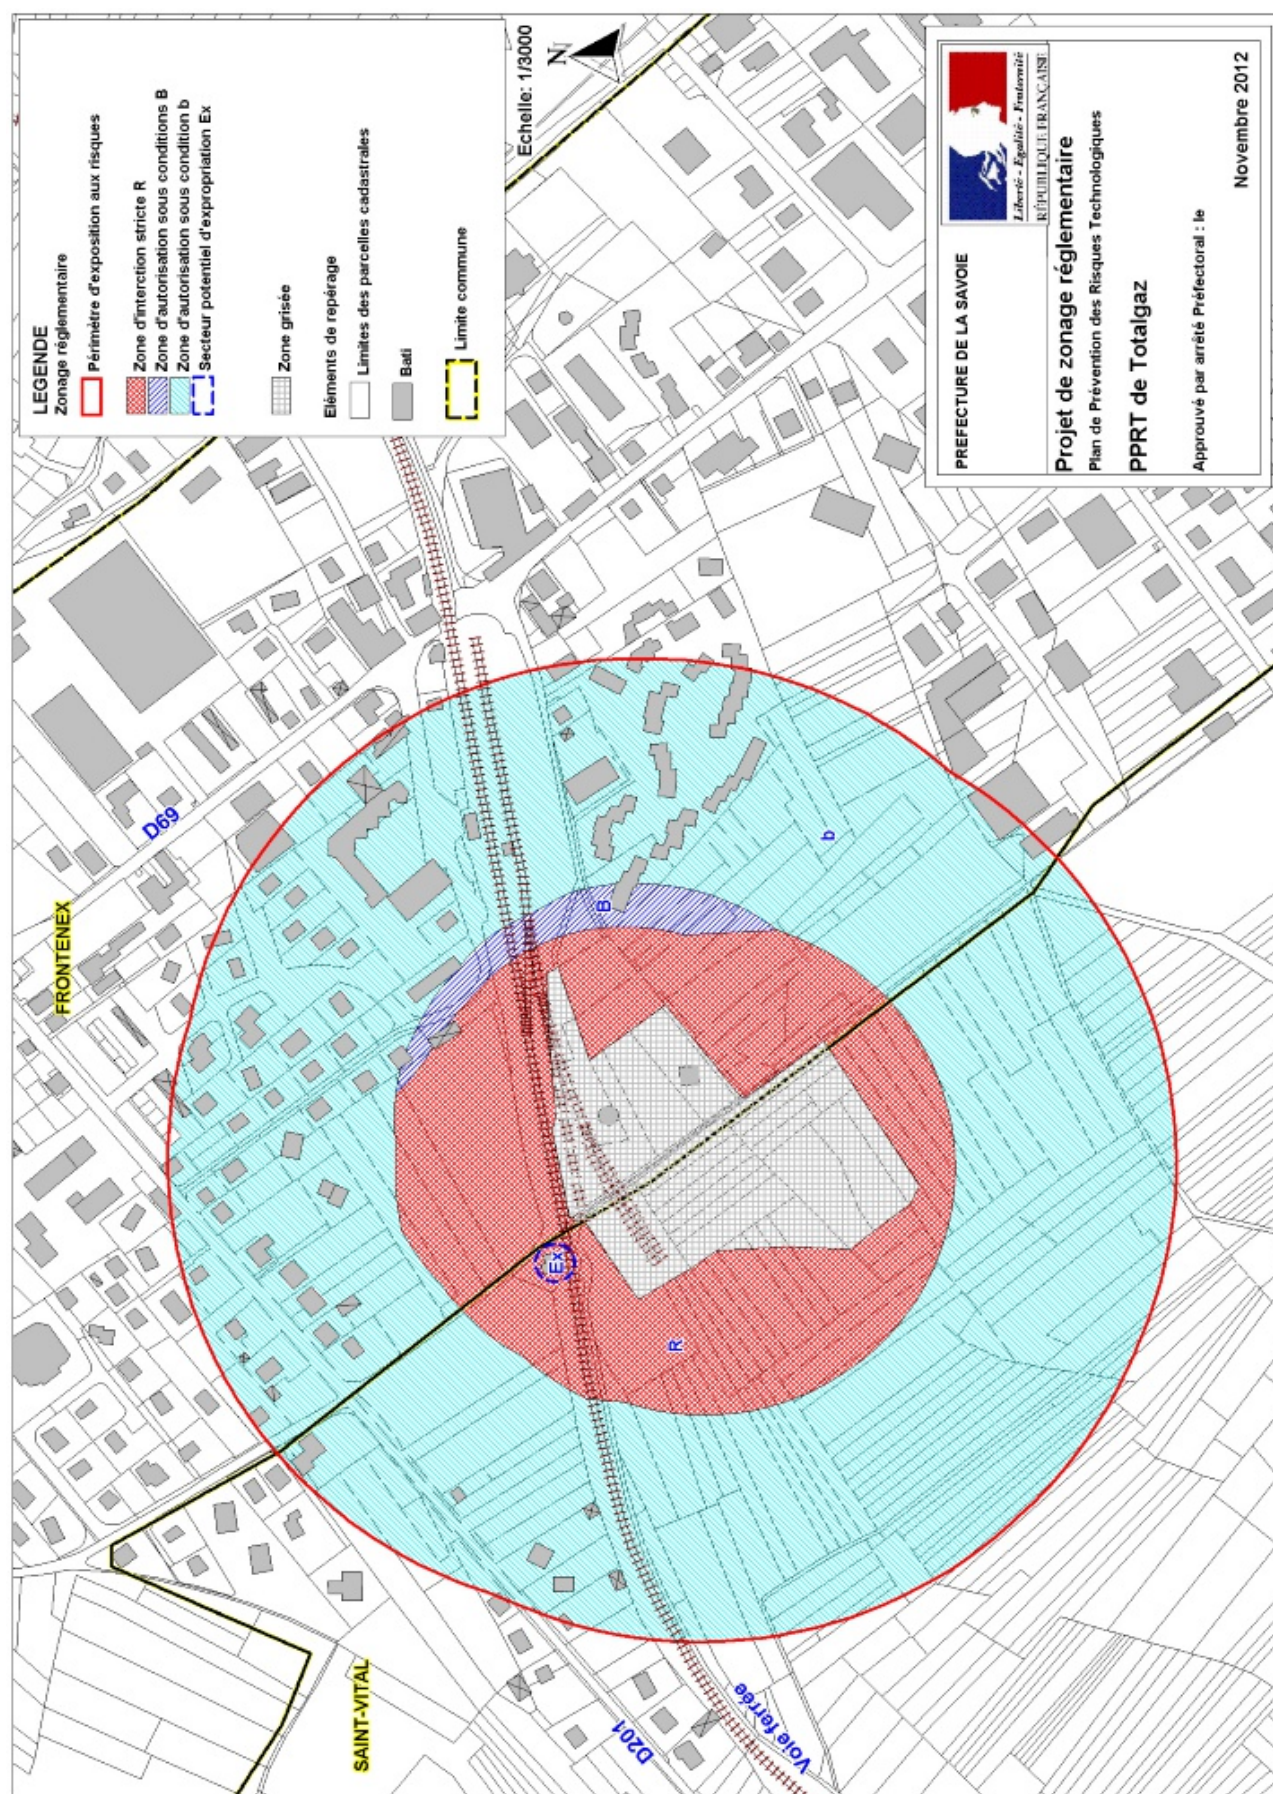 LEGENDE
Zonage réglementaire
Périmètre d'exposition aux risques
Zone d'interction stricte R
Zone d'autorisation sous conditions B
Zone d'autorisation sous condition b
Secteur potentiel d'expropriation Ex
Zone grisée
Eléments de repérage
Limites des parcelles cadastrales
Bati
Limite commune
Echelle: 1/3000
N
FRONTENEX
D69
SAINT-VITAL
D201
Voie ferrée
Ex
R
B
b
PREFECTURE DE LA SAVOIE
Liberté - Egalité - Fraternité
RÉPUBLIQUE FRANÇAISE
Projet de zonage réglementaire
Plan de Prévention des Risques Technologiques
PPRT de Totalgaz
Approuvé par arrêté Préfectoral : le
Novembre 2012